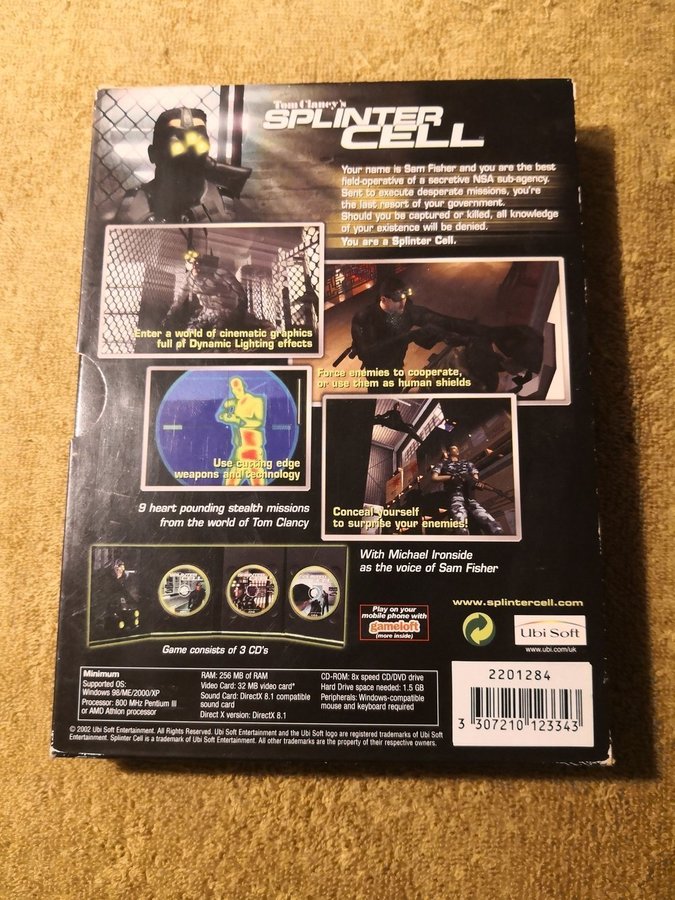 Tom Clancy's
SPLINTER
CELL
Your name is Sam Fisher and you are the best
field-operative of a secretive NSA sub-agency.
Sent to execute desperate missions, you're
the last resort of your government.
Should you be captured or killed, all knowledge
of your existence will be denied.
You are a Splinter Cell.
Enter a world of cinematic graphics
full of Dynamic Lighting effects
Force enemies to cooperate,
or use them as human shields
Use cutting edge
weapons and technology
Conceal yourself
to surprise your enemies!
9 heart pounding stealth missions
from the world of Tom Clancy
With Michael Ironside
as the voice of Sam Fisher
Game consists of 3 CD's
Play on your
mobile phone with
gameloft
(more inside)
www.splintercell.com
Ubi Soft
www.ubi.com/uk
Minimum
Supported OS:
Windows 98/ME/2000/XP
Processor: 800 MHz Pentium III
or AMD Athlon processor
RAM: 256 MB of RAM
Video Card: 32 MB video card*
Sound Card: DirectX 8.1 compatible
sound card
Direct X version: DirectX 8.1
CD-ROM: 8x speed CD/DVD drive
Hard Drive space needed: 1.5 GB
Peripherals: Windows-compatible
mouse and keyboard required
2201284
3 307210 123343
© 2002 Ubi Soft Entertainment. All Rights Reserved. Ubi Soft Entertainment and the Ubi Soft logo are registered trademarks of Ubi Soft
Entertainment. Splinter Cell is a trademark of Ubi Soft Entertainment. All other trademarks are the property of their respective owners.